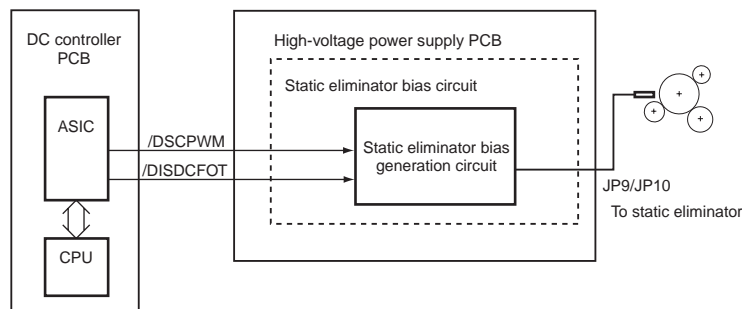 DC controller
PCB
ASIC
CPU
/DSCPWM
/DISDCFOT
High-voltage power supply PCB
Static eliminator bias circuit
Static eliminator bias
generation circuit
JP9/JP10
To static eliminator